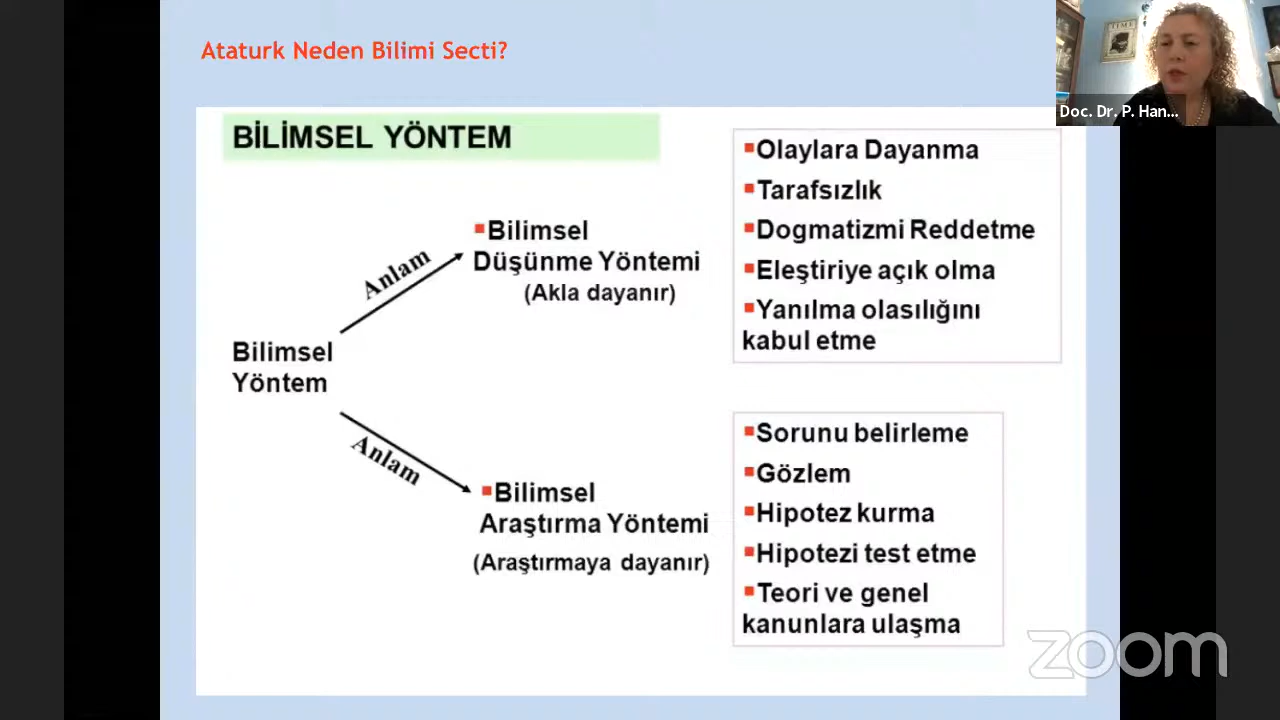 Ataturk Neden Bilimi Secti?
BİLİMSEL YÖNTEM
Bilimsel
Yöntem
Anlam
Bilimsel
Düşünme Yöntemi
(Akla dayanır)
Olaylara Dayanma
Tarafsızlık
Dogmatizmi Reddetme
Eleştiriye açık olma
Yanılma olasılığını
kabul etme
Anlam
Bilimsel
Araştırma Yöntemi
(Araştırmaya dayanır)
Sorunu belirleme
Gözlem
Hipotez kurma
Hipotezi test etme
Teori ve genel
kanunlara ulaşma
TIME
Doc. Dr. P. Han...
zoom